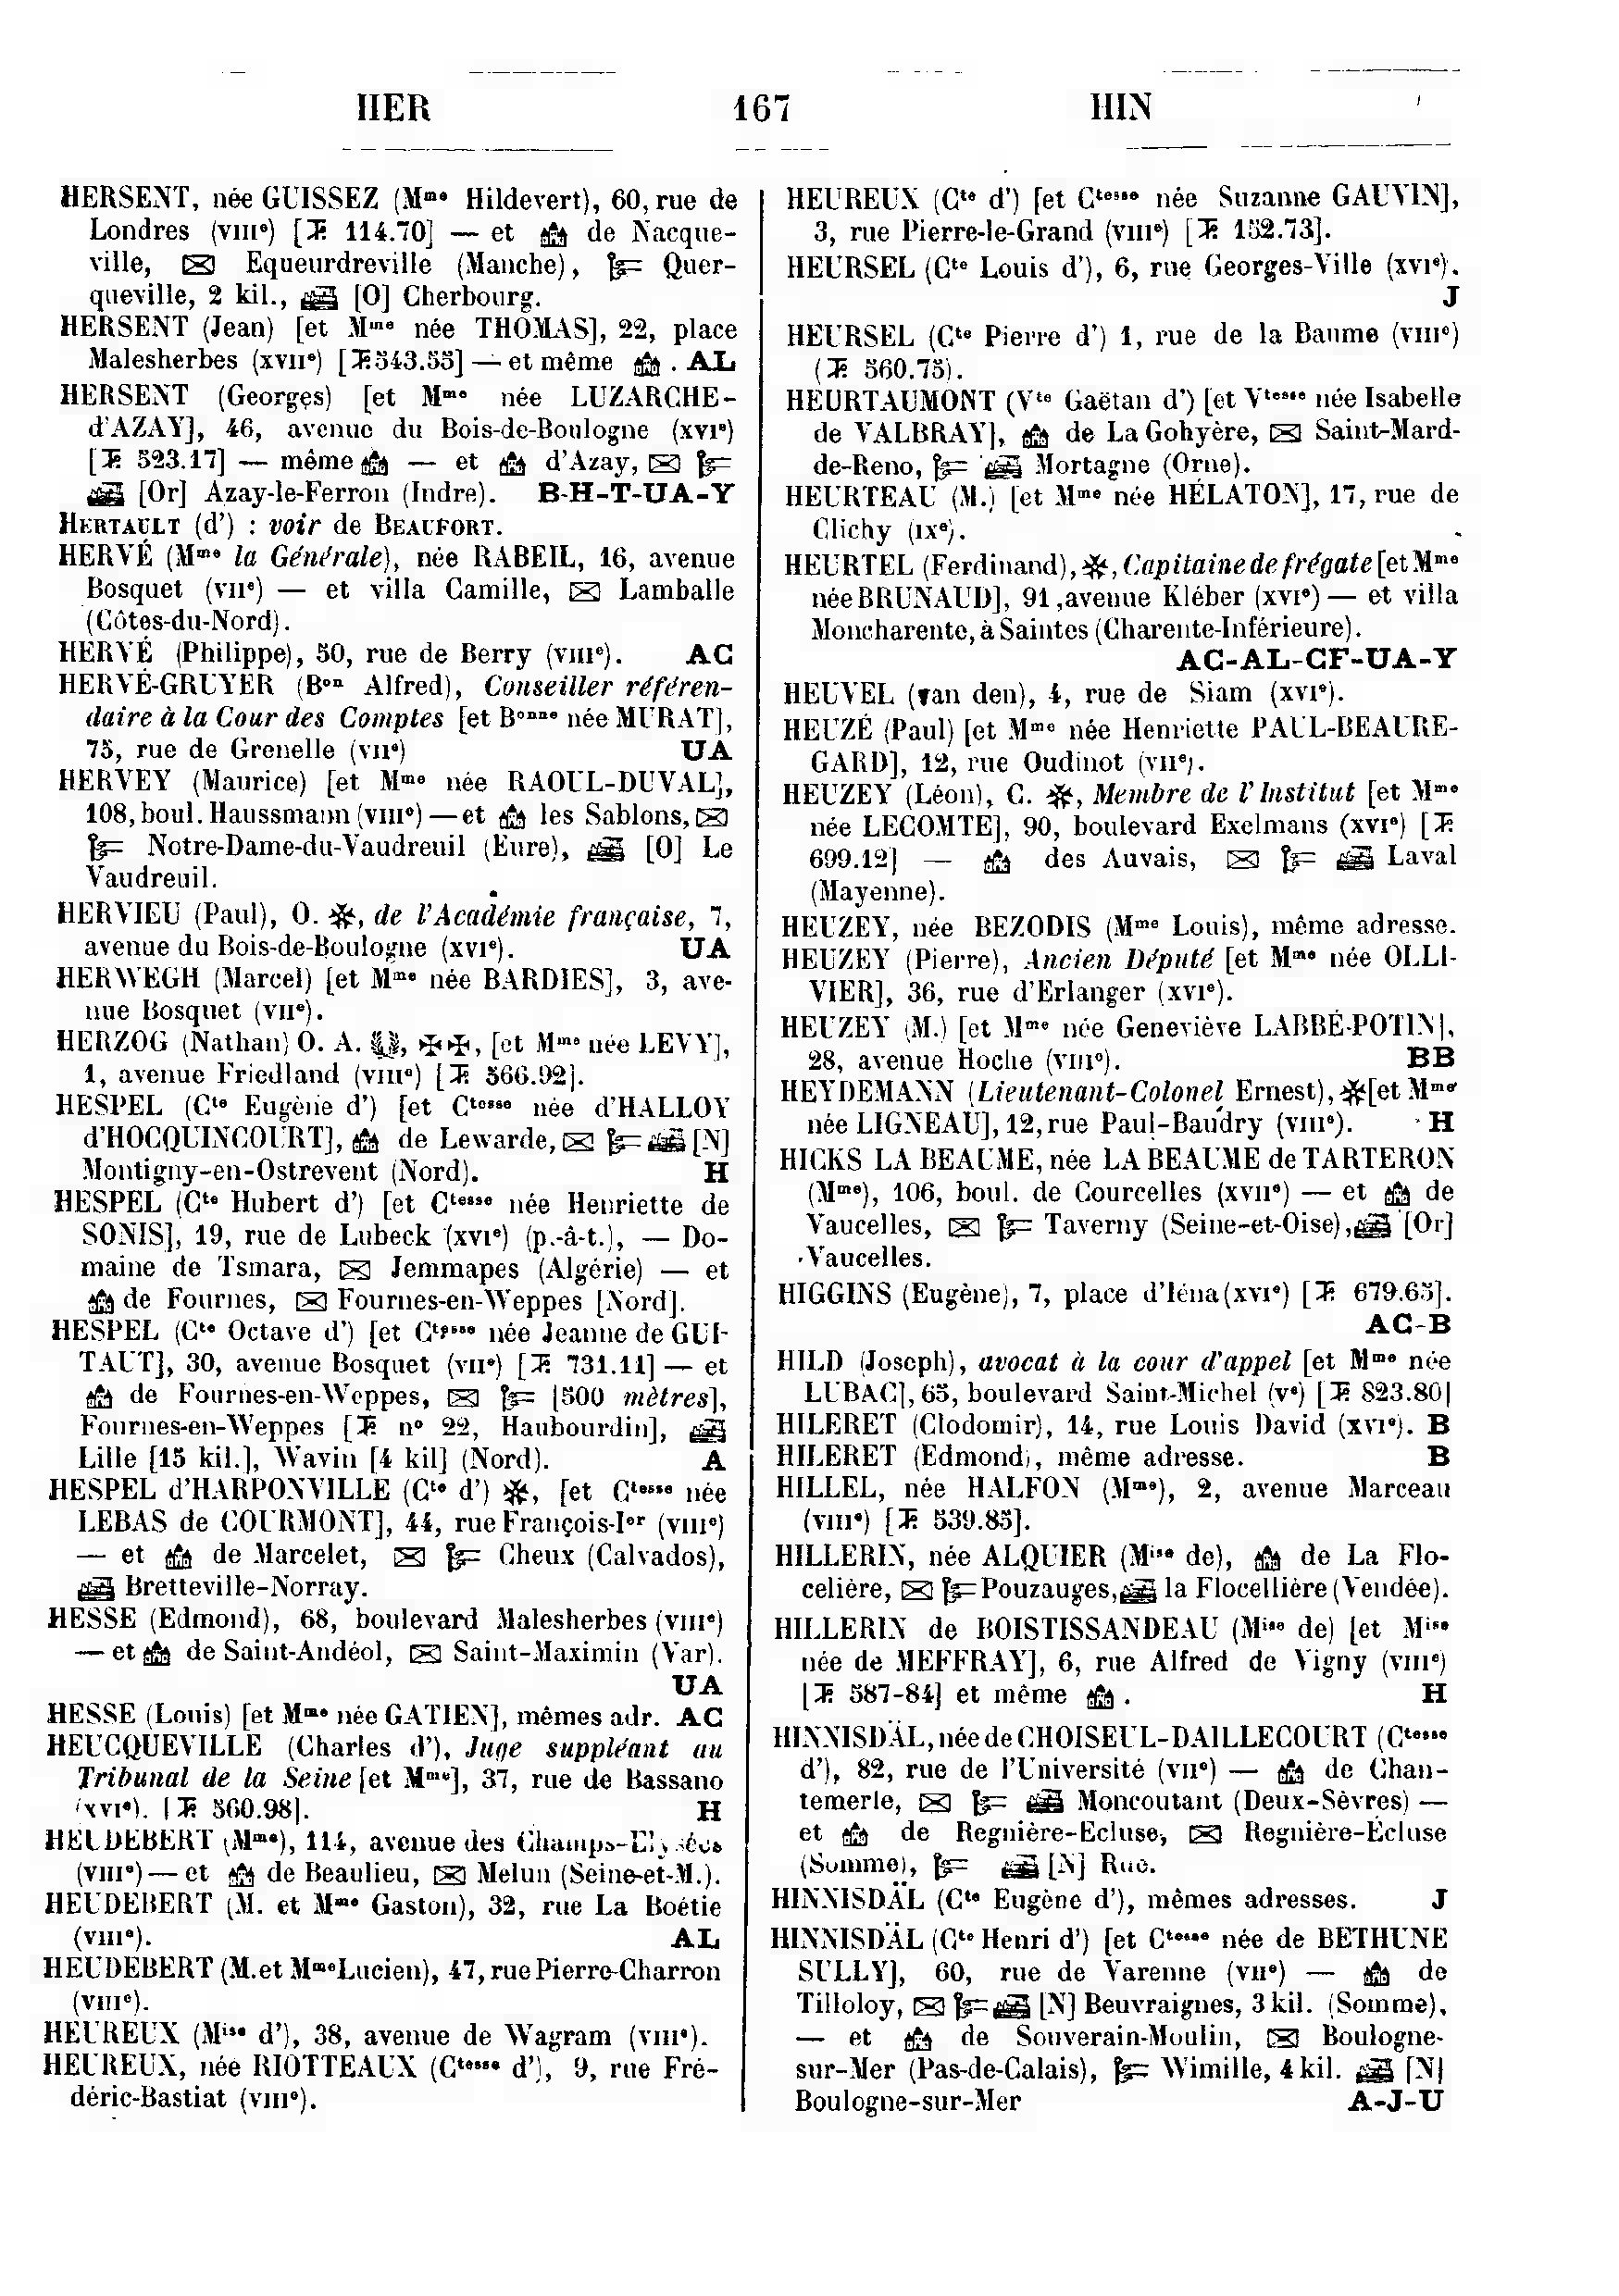 HER 167 HIN
HERSENT, née GUISSEZ (Mme Hildevert), 60, rue de
Londres (VIIIe) [T. 114.70] — et de Nacque-
ville, Equeurdreville (Manche), Quer-
queville, 2 kil., [O] Cherbourg.
HERSENT (Jean) [et Mme née THOMAS], 22, place
Malesherbes (XVIIe) [T. 543.55] — et même . AL
HERSENT (Georges) [et Mme née LUZARCHE-
d'AZAY], 46, avenue du Bois-de-Boulogne (XVIe)
[T. 523.17] — même — et d'Azay,
[Or] Azay-le-Ferron (Indre). B-H-T-UA-Y
HERTAULT (d') : voir de BEAUFORT.
HERVÉ (Mme la Générale), née RABEIL, 16, avenue
Bosquet (VIIe) — et villa Camille, Lamballe
(Côtes-du-Nord).
HERVÉ (Philippe), 50, rue de Berry (VIIIe). AC
HERVÉ-GRUYER (Bon Alfred), Conseiller référen-
daire à la Cour des Comptes [et Bonne née MURAT],
75, rue de Grenelle (VIIe) UA
HERVEY (Maurice) [et Mme née RAOUL-DUVAL],
108, boul. Haussmann (VIIIe) — et les Sablons,
Notre-Dame-du-Vaudreuil (Eure), [O] Le
Vaudreuil.
HERVIEU (Paul), O. ※, de l'Académie française, 7,
avenue du Bois-de-Boulogne (XVIe). UA
HERWEGH (Marcel) [et Mme née BARDIES], 3, ave-
nue Bosquet (VIIe).
HERZOG (Nathan) O. A. , ✠✠, [et Mme née LEVY],
1, avenue Friedland (VIIIe) [T. 566.92].
HESPEL (Cte Eugène d') [et Ctesse née d'HALLOY
d'HOCQUINCOURT], de Lewarde, [N]
Montigny-en-Ostrevent (Nord). H
HESPEL (Cte Hubert d') [et Ctesse née Henriette de
SONIS], 19, rue de Lubeck (XVIe) (p.-à-t.), — Do-
maine de Tsmara, Jemmapes (Algérie) — et
de Fournes, Fournes-en-Weppes [Nord].
HESPEL (Cte Octave d') [et Ctesse née Jeanne de GUI-
TAUT], 30, avenue Bosquet (VIIe) [T. 731.11] — et
de Fournes-en-Weppes, [500 mètres],
Fournes-en-Weppes [T. no 22, Haubourdin],
Lille [15 kil.], Wavin [4 kil] (Nord). A
HESPEL d'HARPONVILLE (Cte d') ※, [et Ctesse née
LEBAS de COURMONT], 44, rue François-Ier (VIIIe)
— et de Marcelet, Cheux (Calvados),
Bretteville-Norray.
HESSE (Edmond), 68, boulevard Malesherbes (VIIIe)
— et de Saint-Andéol, Saint-Maximin (Var).
UA
HESSE (Louis) [et Mme née GATIEN], mêmes adr. AC
HEUCQUEVILLE (Charles d'), Juge suppléant au
Tribunal de la Seine [et Mme], 37, rue de Bassano
(XVIe). [T. 560.98]. H
HEUDEBERT (Mme), 114, avenue des Champs-Elysées
(VIIIe) — et de Beaulieu, Melun (Seine-et-M.).
HEUDEBERT (M. et Mme Gaston), 32, rue La Boétie
(VIIIe). AL
HEUDEBERT (M. et Mme Lucien), 47, rue Pierre-Charron
(VIIIe).
HEUREUX (Mise d'), 38, avenue de Wagram (VIIIe).
HEUREUX, née RIOTTEAUX (Ctesse d'), 9, rue Fré-
déric-Bastiat (VIIIe).
HEUREUX (Cte d') [et Ctesse née Suzanne GAUVIN],
3, rue Pierre-le-Grand (VIIIe) [T. 152.73].
HEURSEL (Cte Louis d'), 6, rue Georges-Ville (XVIe).
J
HEURSEL (Cte Pierre d') 1, rue de la Baume (VIIIe)
(T. 560.75).
HEURTAUMONT (Vte Gaëtan d') [et Vtesse née Isabelle
de VALBRAY], de La Gohyère, Saint-Mard-
de-Reno, Mortagne (Orne).
HEURTEAU (M.) [et Mme née HÉLATON], 17, rue de
Clichy (IXe).
HEURTEL (Ferdinand), ※, Capitaine de frégate [et Mme
née BRUNAUD], 91, avenue Kléber (XVIe) — et villa
Moncharente, à Saintes (Charente-Inférieure).
AC-AL-CF-UA-Y
HEUVEL (van den), 4, rue de Siam (XVIe).
HEUZÉ (Paul) [et Mme née Henriette PAUL-BEAURE-
GARD], 12, rue Oudinot (VIIe).
HEUZEY (Léon), C. ※, Membre de l'Institut [et Mme
née LECOMTE], 90, boulevard Exelmans (XVIe) [T.
699.12] — des Auvais, Laval
(Mayenne).
HEUZEY, née BEZODIS (Mme Louis), même adresse.
HEUZEY (Pierre), Ancien Député [et Mme née OLLI-
VIER], 36, rue d'Erlanger (XVIe).
HEUZEY (M.) [et Mme née Geneviève LABBÉ-POTIN],
28, avenue Hoche (VIIIe). BB
HEYDEMANN (Lieutenant-Colonel Ernest), ※ [et Mme
née LIGNEAU], 12, rue Paul-Baudry (VIIIe). H
HICKS LA BEAUME, née LA BEAUME de TARTERON
(Mme), 106, boul. de Courcelles (XVIIe) — et de
Vaucelles, Taverny (Seine-et-Oise), [Or]
Vaucelles.
HIGGINS (Eugène), 7, place d'Iéna (XVIe) [T. 679.65].
AC-B
HILD (Joseph), avocat à la cour d'appel [et Mme née
LUBAC], 65, boulevard Saint-Michel (Ve) [T. 823.80]
HILERET (Clodomir), 14, rue Louis David (XVIe). B
HILERET (Edmond), même adresse. B
HILLEL, née HALFON (Mme), 2, avenue Marceau
(VIIIe) [T. 539.85].
HILLERIN, née ALQUIER (Mise de), de La Flo-
celière, Pouzauges, la Flocellière (Vendée).
HILLERIN de BOISTISSANDEAU (Mise de) [et Mise
née de MEFFRAY], 6, rue Alfred de Vigny (VIIIe)
[T. 587-84] et même . H
HINNISDÄL, née de CHOISEUL-DAILLECOURT (Ctesse
d'), 82, rue de l'Université (VIIe) — de Chan-
temerle, Moncoutant (Deux-Sèvres) —
et de Regnière-Ecluse, Regnière-Écluse
(Somme), [N] Rue.
HINNISDÄL (Cte Eugène d'), mêmes adresses. J
HINNISDÄL (Cte Henri d') [et Ctesse née de BETHUNE
SULLY], 60, rue de Varenne (VIIe) — de
Tilloloy, [N] Beuvraignes, 3 kil. (Somme),
— et de Souverain-Moulin, Boulogne-
sur-Mer (Pas-de-Calais), Wimille, 4 kil. [N]
Boulogne-sur-Mer A-J-U